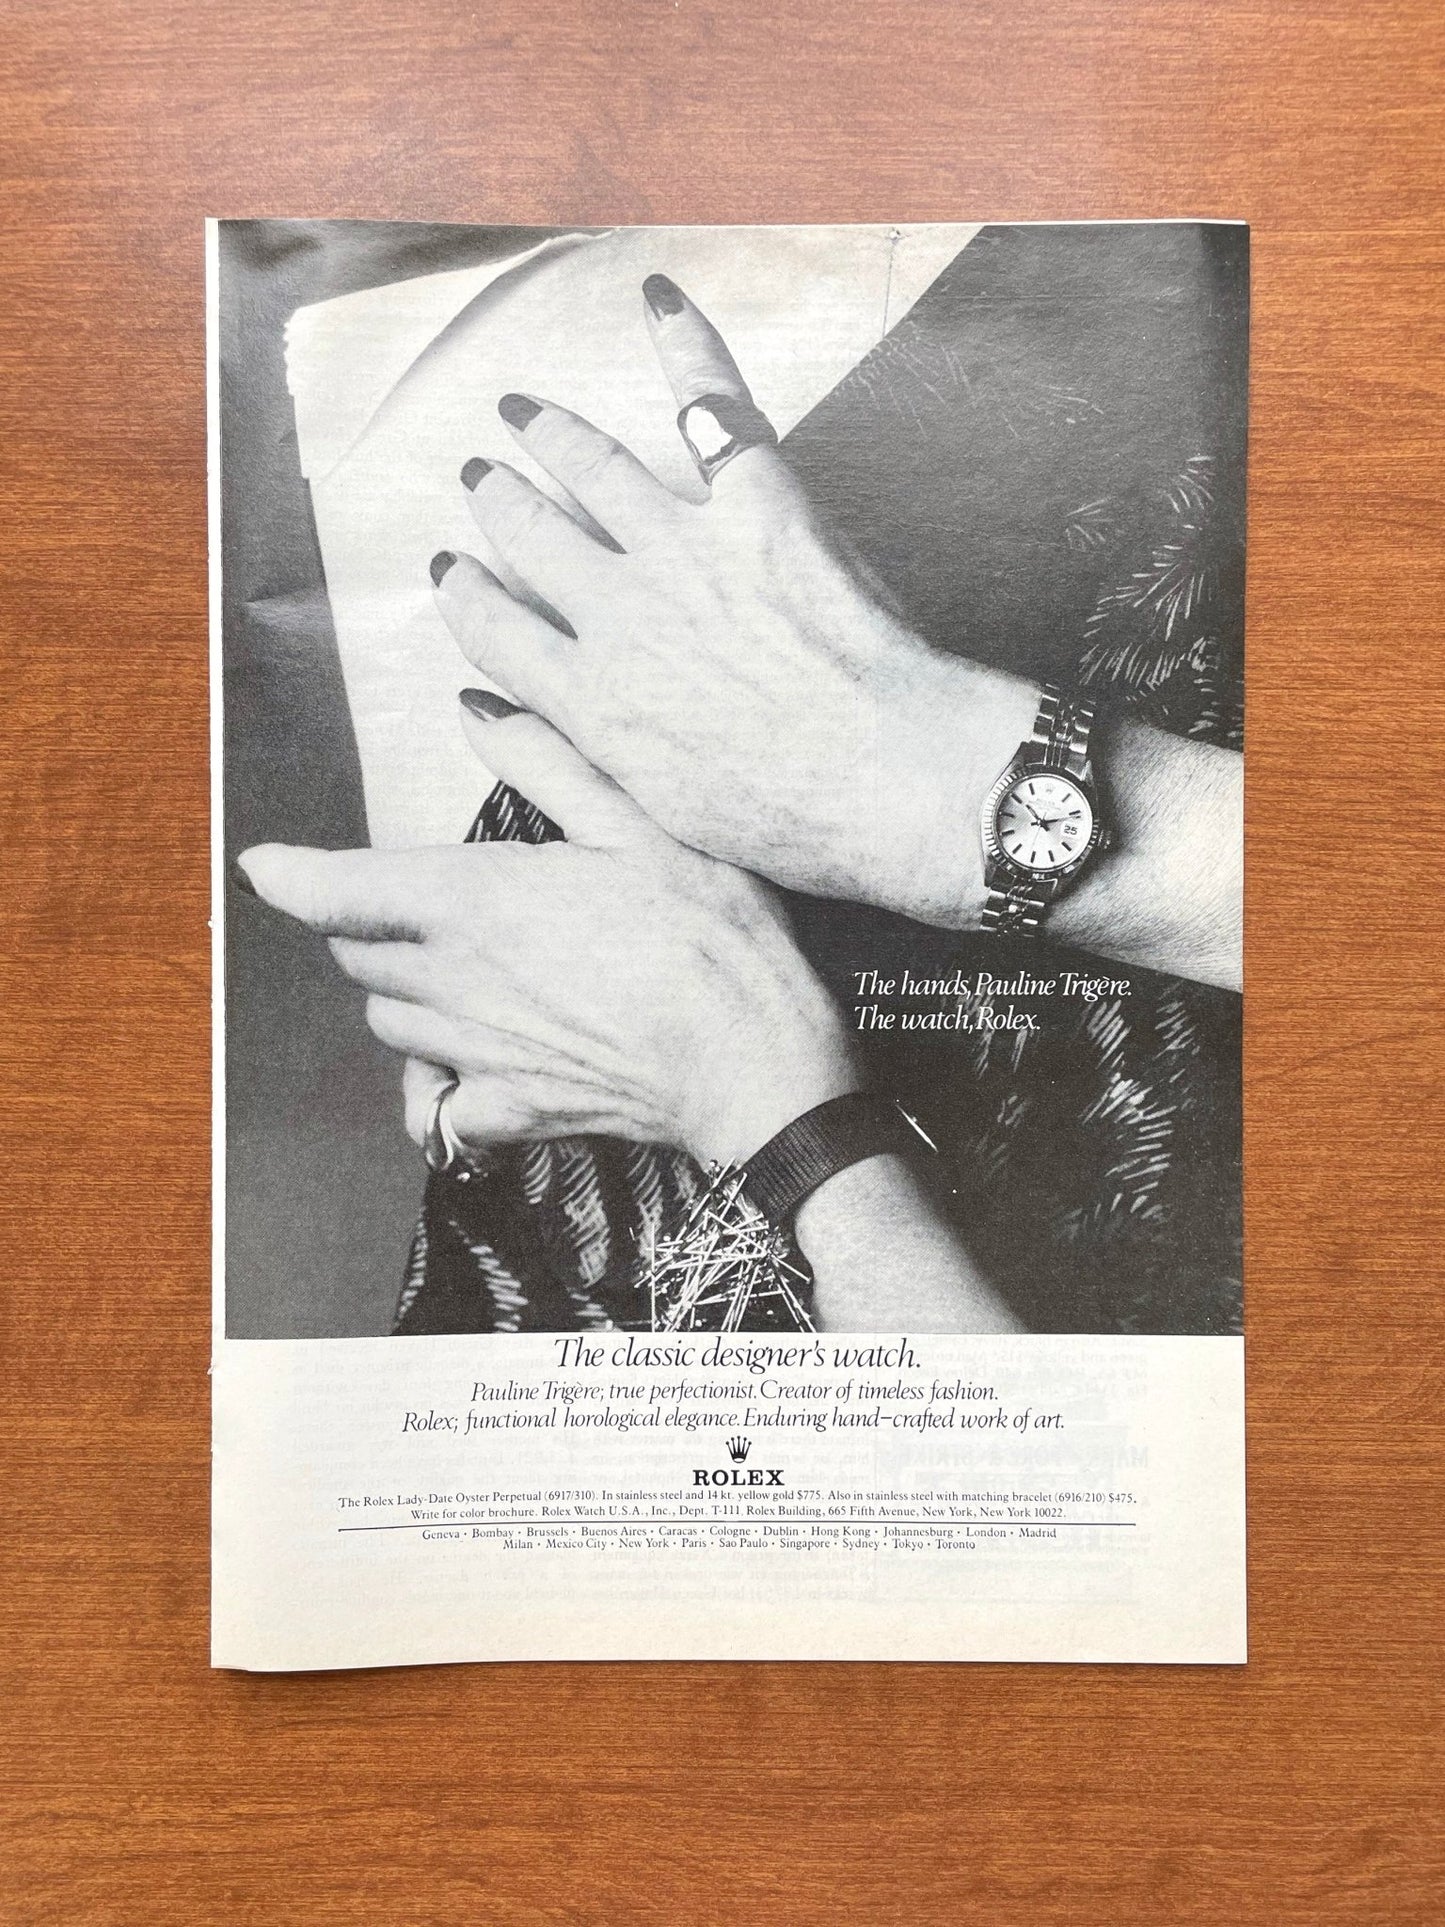 25
The hands, Pauline Trigère.
The watch, Rolex.
The classic designer's watch.
Pauline Trigère; true perfectionist. Creator of timeless fashion.
Rolex; functional horological elegance. Enduring hand-crafted work of art.
ROLEX
The Rolex Lady-Date Oyster Perpetual (6917/310). In stainless steel and 14 kt. yellow gold $775. Also in stainless steel with matching bracelet (6916/210) $475.
Write for color brochure. Rolex Watch U.S.A., Inc., Dept. T-111, Rolex Building, 665 Fifth Avenue, New York, New York 10022.
Geneva • Bombay • Brussels • Buenos Aires • Caracas • Cologne • Dublin • Hong Kong • Johannesburg • London • Madrid
Milan • Mexico City • New York • Paris • Sao Paulo • Singapore • Sydney • Tokyo • Toronto